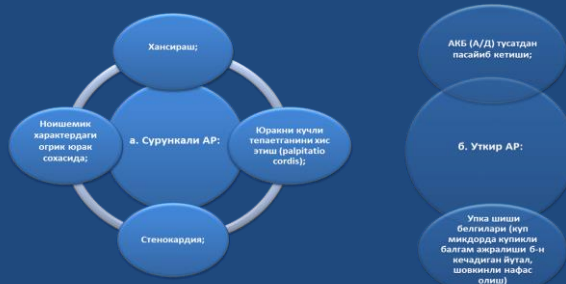 Хансираш;
Ноишемик
характердаги
огрик юрак
сохасида;
а. Сурункали АР:
Юракни кучли
тепаетганини хис
этиш (palpitatio
cordis);
Стенокардия;
АКБ (А/Д) тусатдан
пасайиб кетиши;
б. Уткир АР:
Упка шиши
белгилари (куп
микдорда купикли
балгам ажралиши б-н
кечадиган йутал,
шовкинли нафас
олиш)